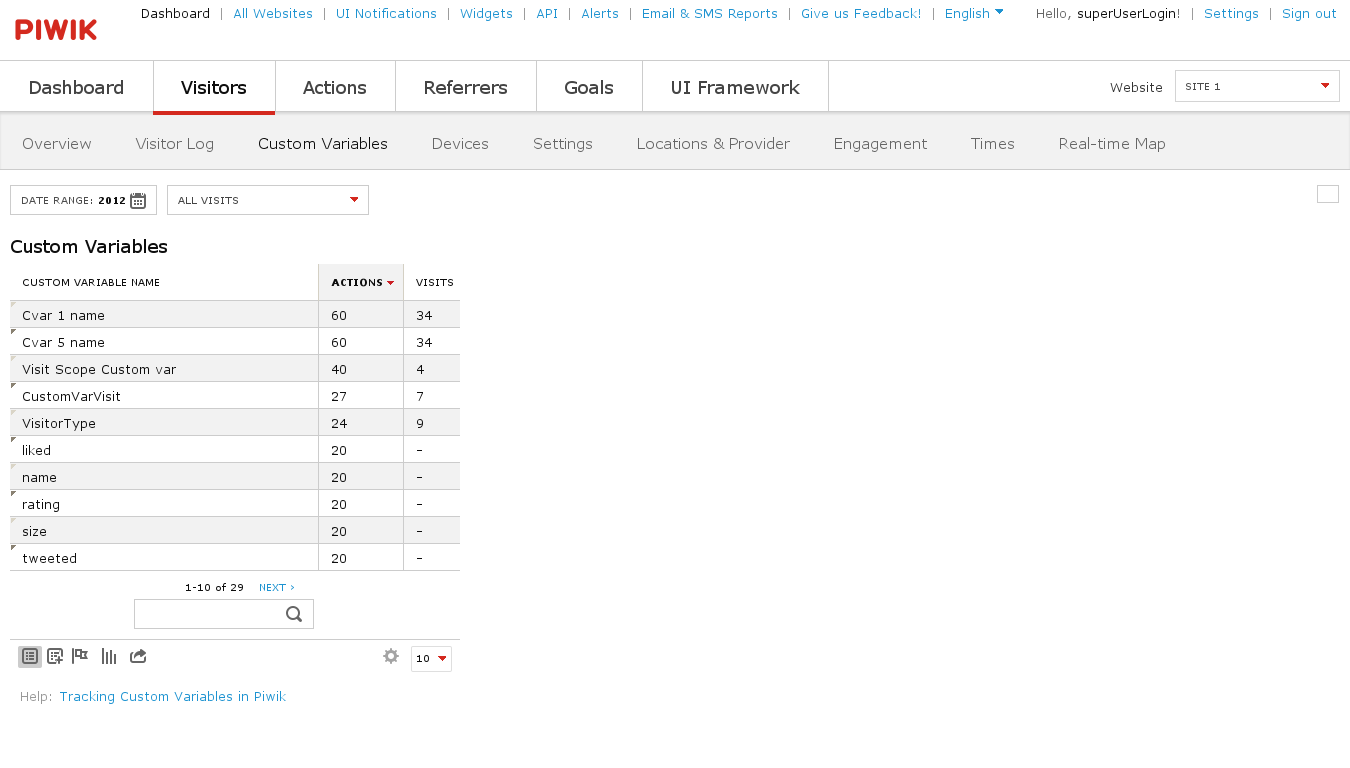 PIWIK
Dashboard | All Websites | UI Notifications | Widgets | API | Alerts | Email & SMS Reports | Give us Feedback! | English
Hello, superUserLogin! | Settings | Sign out
Dashboard Visitors Actions Referrers Goals UI Framework
Website SITE 1
Overview Visitor Log Custom Variables Devices Settings Locations & Provider Engagement Times Real-time Map
DATE RANGE: 2012 ALL VISITS
Custom Variables
CUSTOM VARIABLE NAME ACTIONS VISITS
Cvar 1 name 60 34
Cvar 5 name 60 34
Visit Scope Custom var 40 4
CustomVarVisit 27 7
VisitorType 24 9
liked 20 -
name 20 -
rating 20 -
size 20 -
tweeted 20 -
1-10 of 29 NEXT ›
10
Help: Tracking Custom Variables in Piwik